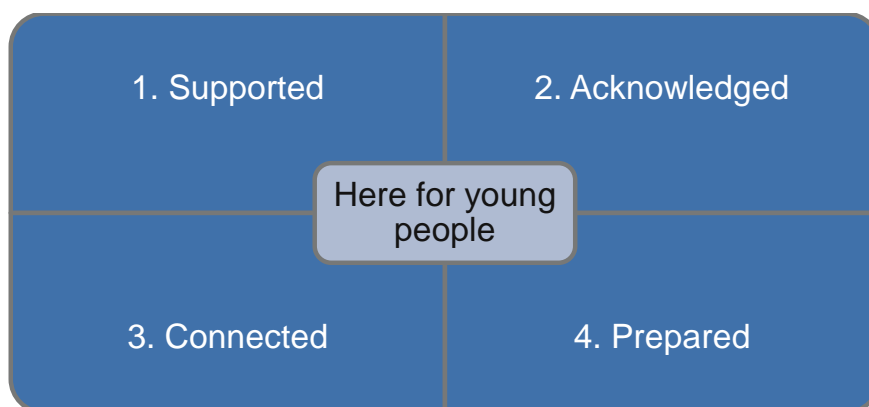 1. Supported
2. Acknowledged
Here for young
people
3. Connected
4. Prepared